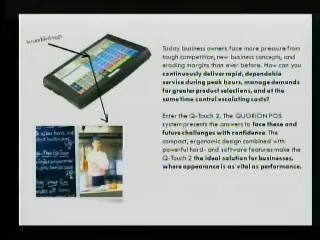 Scrambled eggs
Today business owners face more pressure from
tough competition, new business concepts, and
eroding margins than ever before. How can you
continuously deliver rapid, dependable
service during peak hours, manage demands
for greater product selections, and at the
same time control escalating costs?
Enter the Q-Touch 2. The QUORION POS
system presents the answers to face these and
future challenges with confidence. The
compact, ergonomic design combined with
powerful hard- and software features make the
Q-Touch 2 the ideal solution for businesses,
where appearance is as vital as performance.